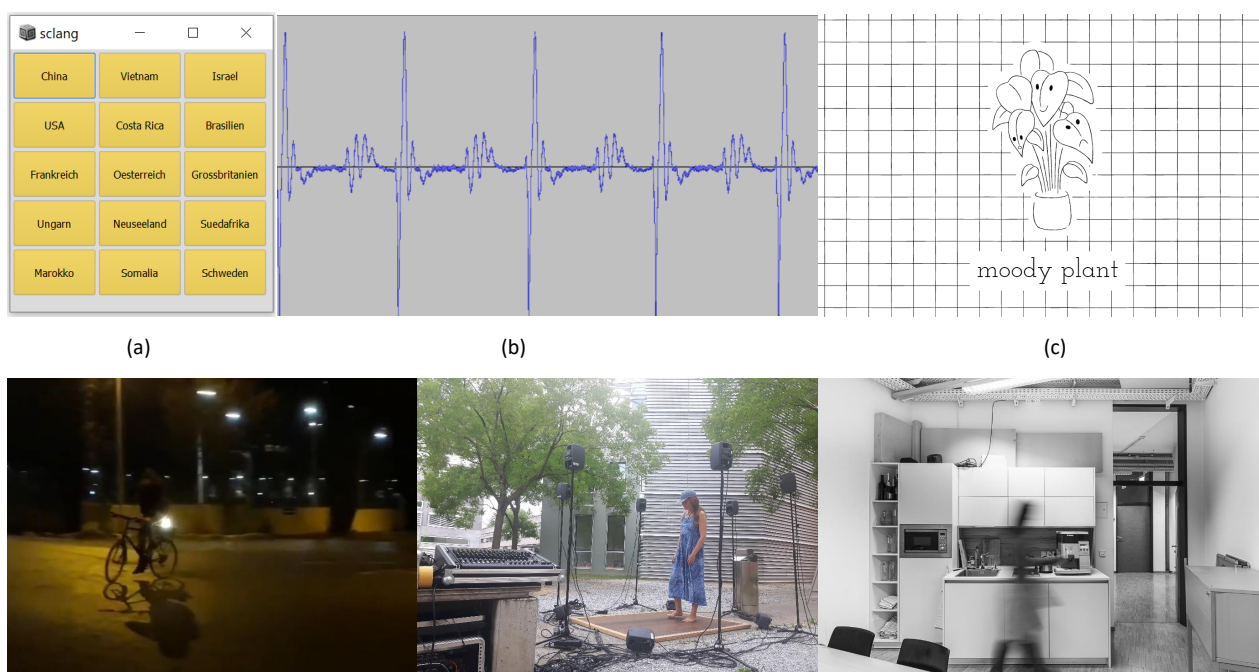 sclang
China Vietnam Israel
USA Costa Rica Brasilien
Frankreich Oesterreich Grossbritanien
Ungarn Neuseeland Suedafrika
Marokko Somalia Schweden
moody plant
(a) (b) (c)